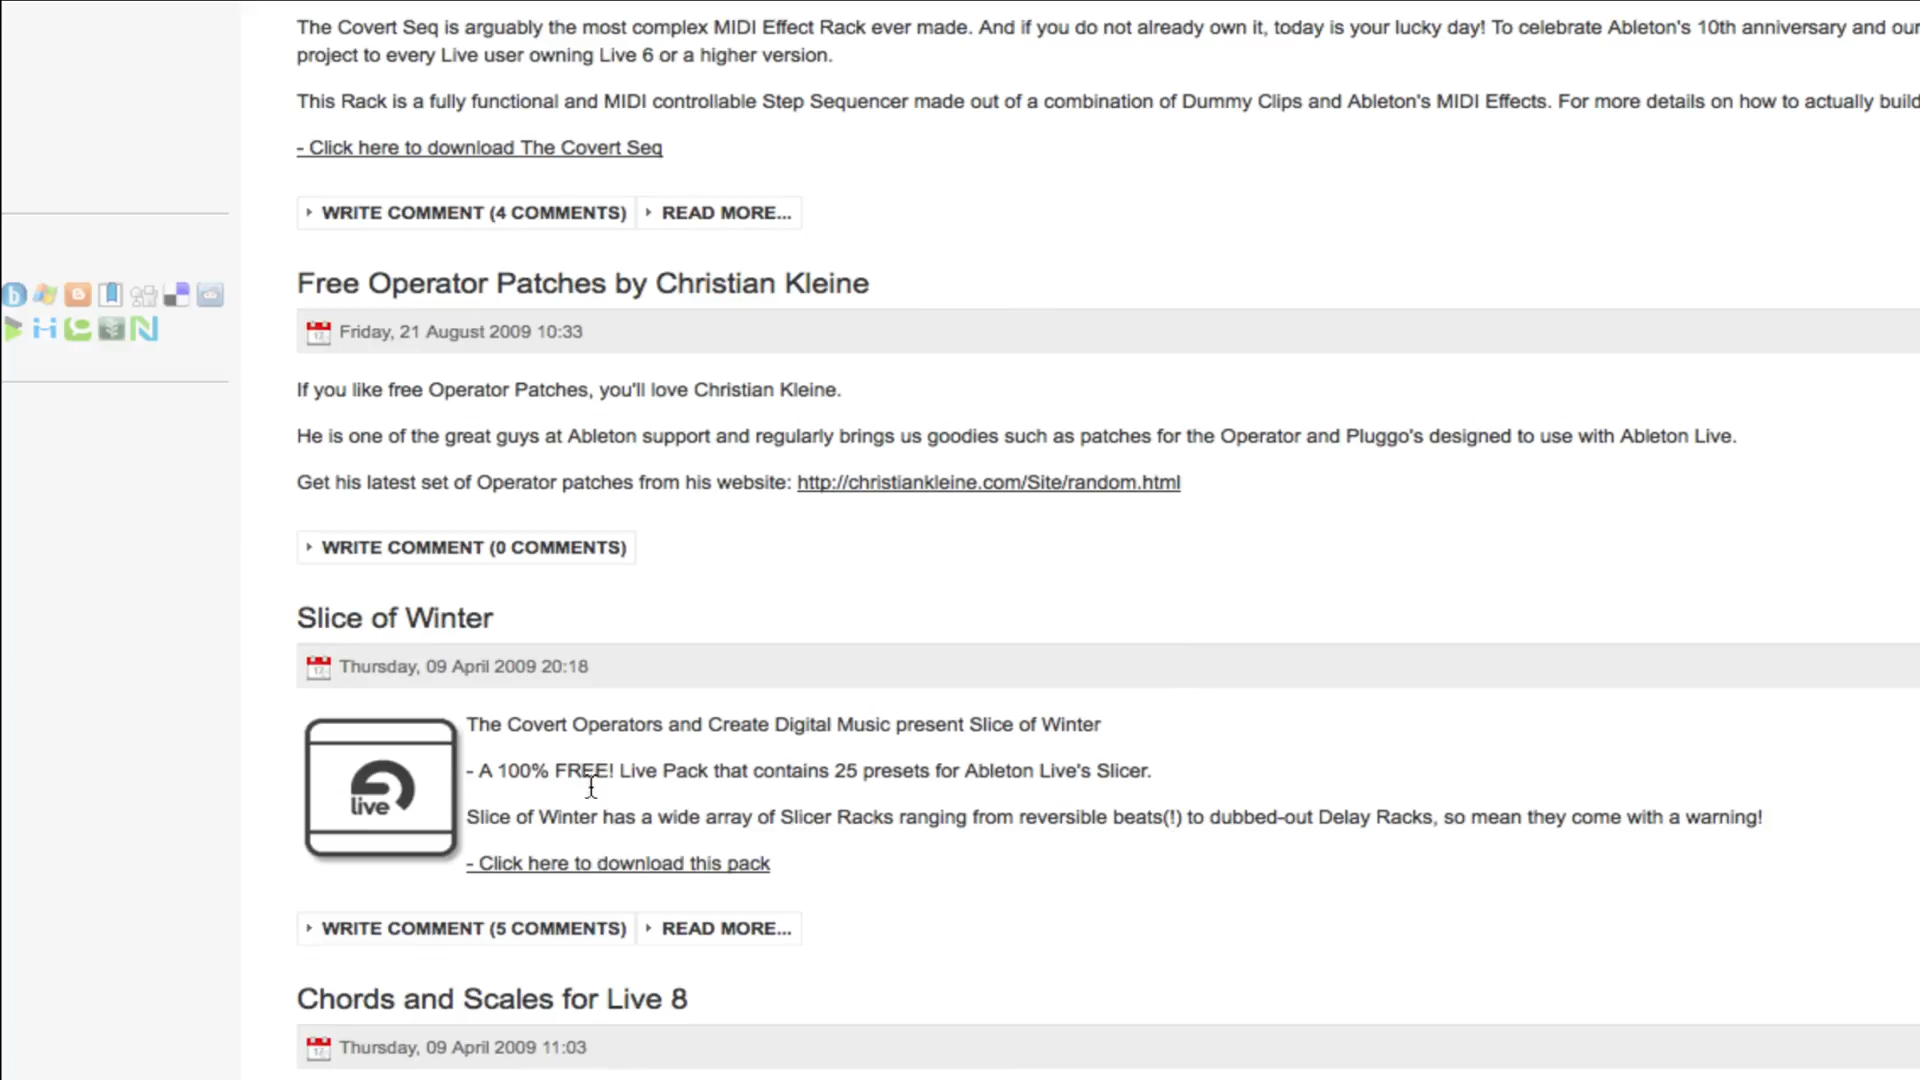 The Covert Seq is arguably the most complex MIDI Effect Rack ever made. And if you do not already own it, today is your lucky day! To celebrate Ableton's 10th anniversary and our
project to every Live user owning Live 6 or a higher version.
This Rack is a fully functional and MIDI controllable Step Sequencer made out of a combination of Dummy Clips and Ableton's MIDI Effects. For more details on how to actually build
- Click here to download The Covert Seq
WRITE COMMENT (4 COMMENTS) READ MORE...
Free Operator Patches by Christian Kleine
Friday, 21 August 2009 10:33
If you like free Operator Patches, you'll love Christian Kleine.
He is one of the great guys at Ableton support and regularly brings us goodies such as patches for the Operator and Pluggo's designed to use with Ableton Live.
Get his latest set of Operator patches from his website: http://christiankleine.com/Site/random.html
WRITE COMMENT (0 COMMENTS)
Slice of Winter
Thursday, 09 April 2009 20:18
The Covert Operators and Create Digital Music present Slice of Winter
- A 100% FREE! Live Pack that contains 25 presets for Ableton Live's Slicer.
live
Slice of Winter has a wide array of Slicer Racks ranging from reversible beats(!) to dubbed-out Delay Racks, so mean they come with a warning!
- Click here to download this pack
WRITE COMMENT (5 COMMENTS) READ MORE...
Chords and Scales for Live 8
Thursday, 09 April 2009 11:03